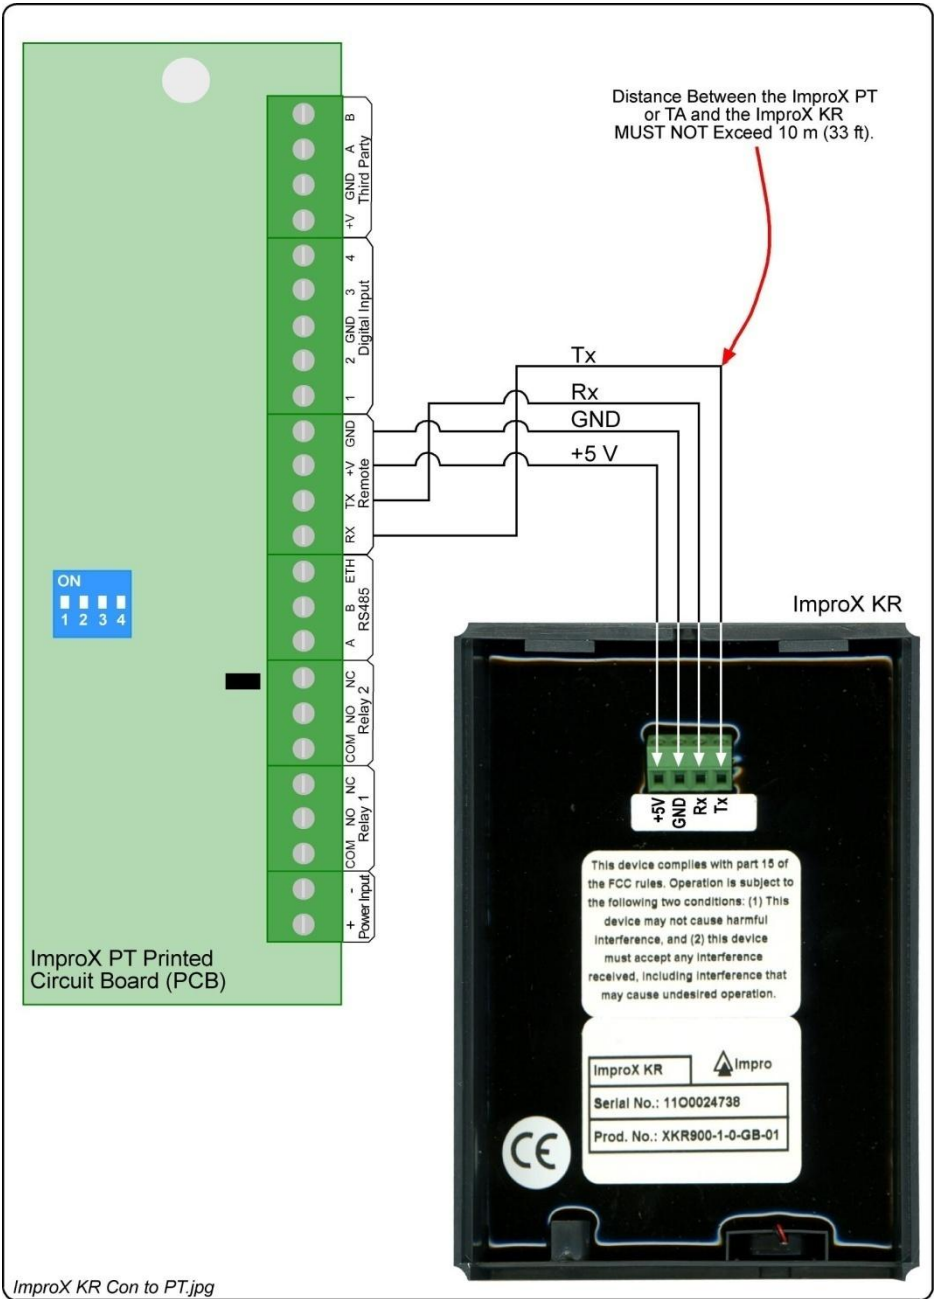 Distance Between the ImproX PT
or TA and the ImproX KR
MUST NOT Exceed 10 m (33 ft).
B
A
GND
+V
Third Party
4
3
GND
2
1
Digital Input
GND
+V
TX
RX
Remote
ETH
B
A
RS485
NC
NO
COM
Relay 2
NC
NO
COM
Relay 1
-
+
Power Input
Tx
Rx
GND
+5 V
ON
1 2 3 4
ImproX PT Printed
Circuit Board (PCB)
ImproX KR
+5V
GND
Rx
Tx
This device complies with part 15 of
the FCC rules. Operation is subject to
the following two conditions: (1) This
device may not cause harmful
interference, and (2) this device
must accept any interference
received, including interference that
may cause undesired operation.
ImproX KR
Impro
Serial No.: 11O0024738
Prod. No.: XKR900-1-0-GB-01
CE
ImproX KR Con to PT.jpg